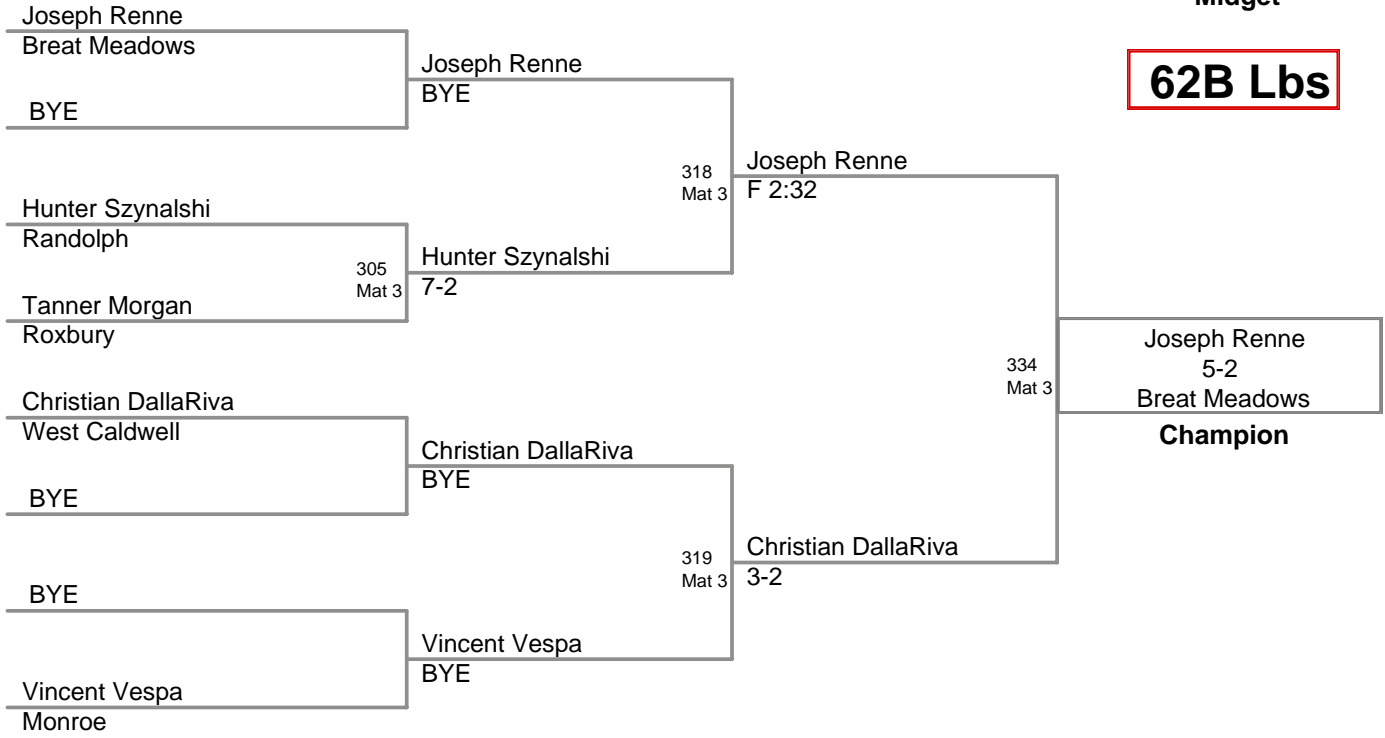 Midget
62B Lbs
Joseph Renne
Breat Meadows
BYE
Hunter Szynalshi
Randolph
Tanner Morgan
Roxbury
Christian DallaRiva
West Caldwell
BYE
BYE
Vincent Vespa
Monroe
Joseph Renne
BYE
305
Mat 3
Hunter Szynalshi
7-2
Christian DallaRiva
BYE
Vincent Vespa
BYE
318
Mat 3
Joseph Renne
F 2:32
319
Mat 3
Christian DallaRiva
3-2
334
Mat 3
Joseph Renne
5-2
Breat Meadows
Champion